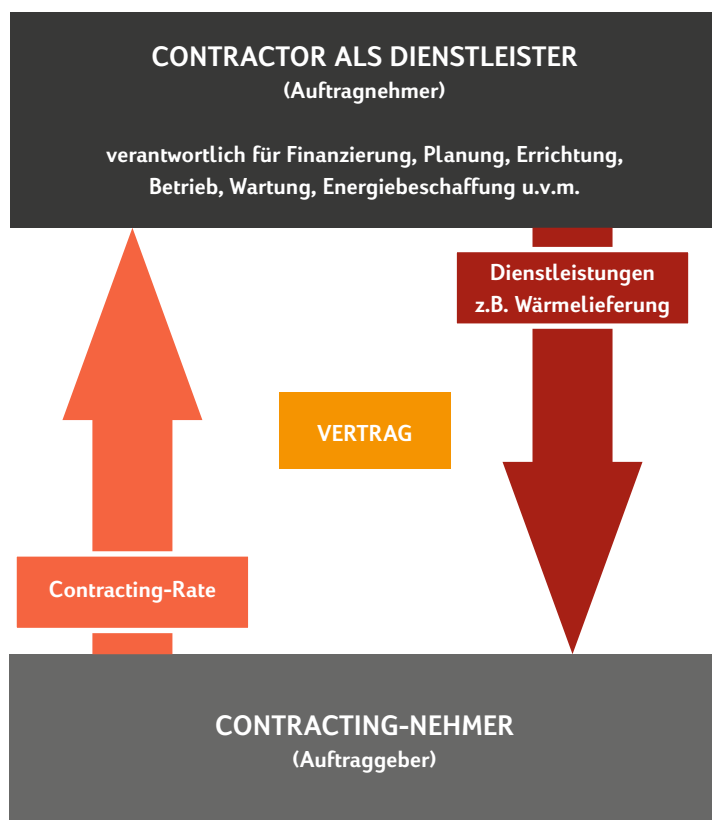 CONTRACTOR ALS DIENSTLEISTER
(Auftragnehmer)
verantwortlich für Finanzierung, Planung, Errichtung,
Betrieb, Wartung, Energiebeschaffung u.v.m.
Dienstleistungen
z.B. Wärmelieferung
VERTRAG
Contracting-Rate
CONTRACTING-NEHMER
(Auftraggeber)